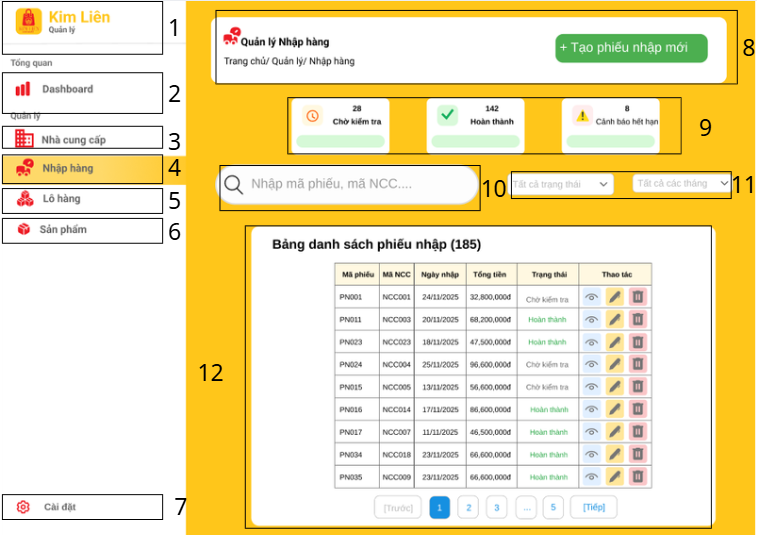 Kim Liên
Quản lý
1
Tổng quan
Dashboard
2
Quản lý
Nhà cung cấp
3
Nhập hàng
4
Lô hàng
5
Sản phẩm
6
Cài đặt
7
Quản lý Nhập hàng
Trang chủ/ Quản lý/ Nhập hàng
+ Tạo phiếu nhập mới
8
28
Chờ kiểm tra
142
Hoàn thành
8
Cảnh báo hết hạn
9
Nhập mã phiếu, mã NCC....
10
Tất cả trạng thái
Tất cả các tháng
11
Bảng danh sách phiếu nhập (185)
Mã phiếu Mã NCC Ngày nhập Tổng tiền Trạng thái Thao tác
PN001 NCC001 24/11/2025 32,800,000đ Chờ kiểm tra
PN011 NCC003 20/11/2025 68,200,000đ Hoàn thành
PN023 NCC023 18/11/2025 47,500,000đ Hoàn thành
PN024 NCC004 25/11/2025 96,600,000đ Chờ kiểm tra
PN015 NCC005 13/11/2025 56,600,000đ Chờ kiểm tra
PN016 NCC014 17/11/2025 86,600,000đ Hoàn thành
PN017 NCC007 11/11/2025 46,500,000đ Hoàn thành
PN034 NCC018 23/11/2025 66,600,000đ Hoàn thành
PN035 NCC009 23/11/2025 66,600,000đ Hoàn thành
[Trước] 1 2 3 ... 5 [Tiếp]
12